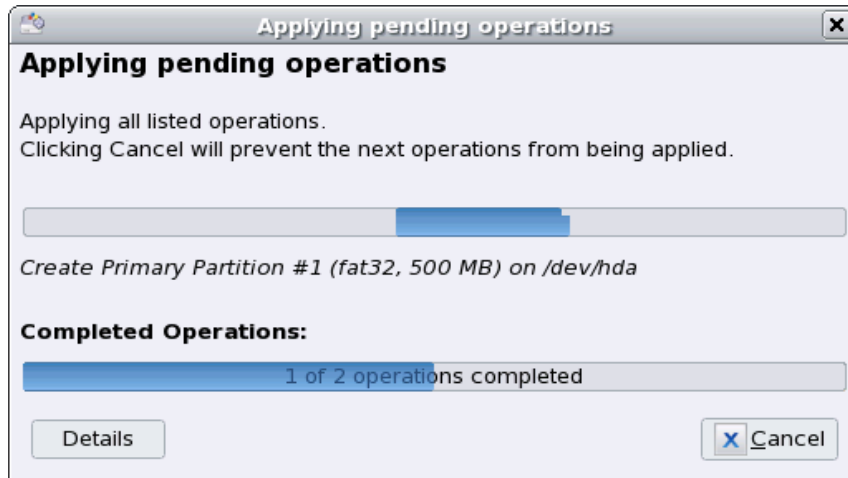 Applying pending operations
Applying pending operations
Applying all listed operations.
Clicking Cancel will prevent the next operations from being applied.
Create Primary Partition #1 (fat32, 500 MB) on /dev/hda
Completed Operations:
1 of 2 operations completed
Details
Cancel